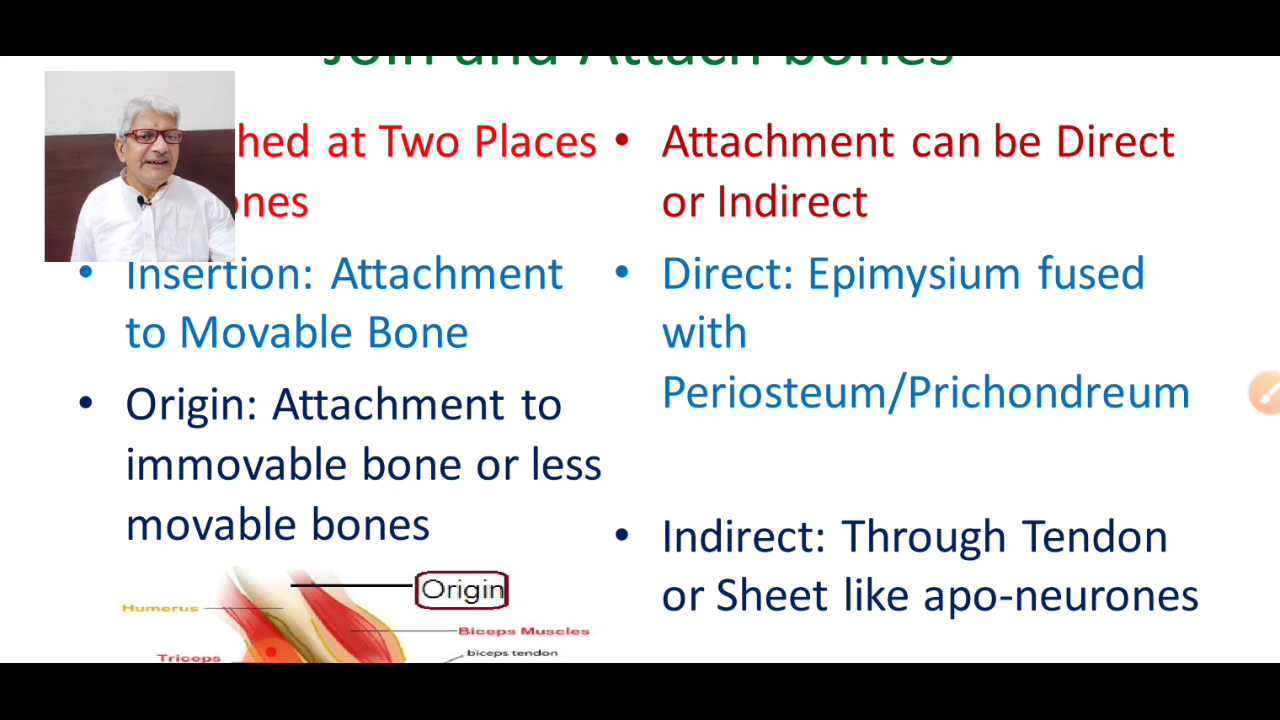 Join and Attach bones
hed at Two Places
ones
• Insertion: Attachment
to Movable Bone
• Origin: Attachment to
immovable bone or less
movable bones
Origin
Humerus
Biceps Muscles
biceps tendon
Triceps
• Attachment can be Direct
or Indirect
• Direct: Epimysium fused
with
Periosteum/Prichondreum
• Indirect: Through Tendon
or Sheet like apo-neurones